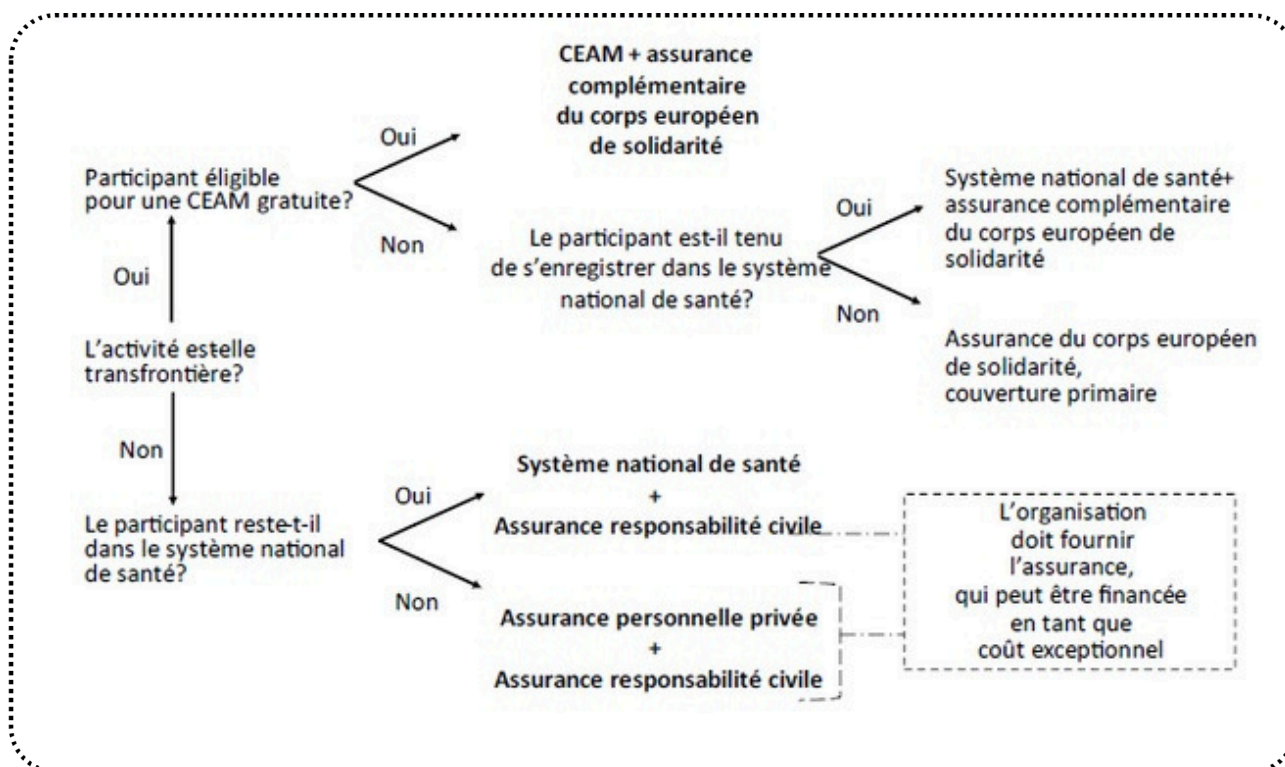 CEAM + assurance
complémentaire
du corps européen
de solidarité
Oui
Participant éligible
pour une CEAM gratuite?
Non
Oui
Le participant est-il tenu
de s'enregistrer dans le système
national de santé?
Oui
Système national de santé+
assurance complémentaire
du corps européen de
solidarité
Non
Assurance du corps européen
de solidarité,
couverture primaire
L'activité estelle
transfrontière?
Non
Le participant reste-t-il
dans le système national
de santé?
Oui
Système national de santé
+
Assurance responsabilité civile
Non
Assurance personnelle privée
+
Assurance responsabilité civile
L'organisation
doit fournir
l'assurance,
qui peut être financée
en tant que
coût exceptionnel